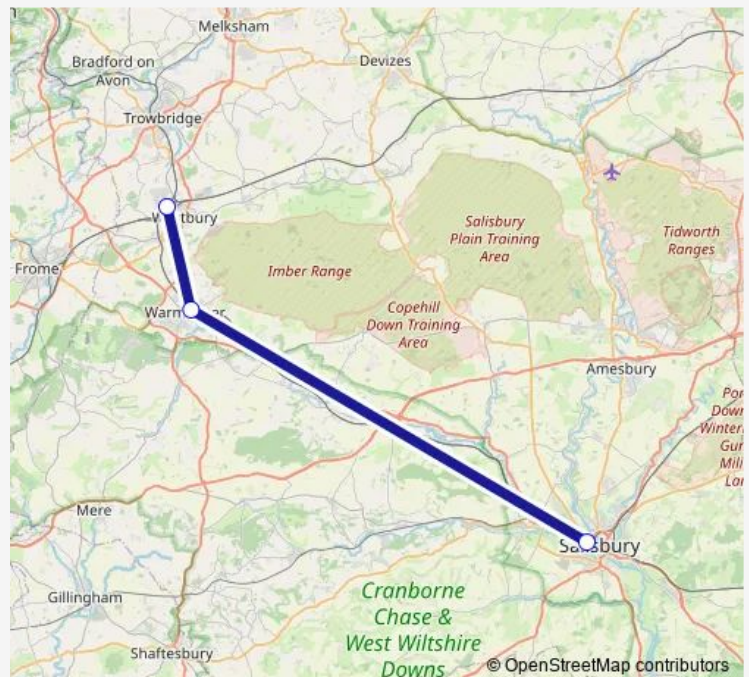 Melksham
Bradford on
Avon
Devizes
Trowbridge
Salisbury
Plain Training
Area
Tidworth
Ranges
Frome
Imber Range
Copehill
Down Training
Area
Amesbury
Down
Mere
Salisbury
Gillingham
Cranborne
Chase &
West Wiltshire
Downs
Shaftesbury
© OpenStreetMap contributors